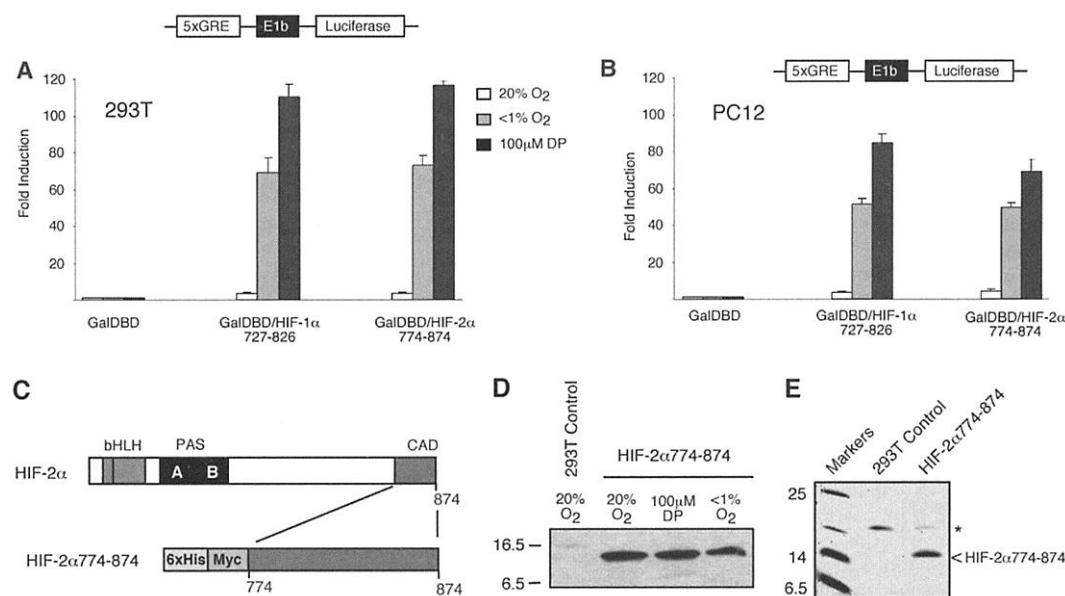 5xGRE E1b Luciferase
A
293T
Fold Induction
120
100
80
60
40
20
20% O2
<1% O2
100μM DP
GalDBD
GalDBD/HIF-1α
727-826
GalDBD/HIF-2α
774-874
B
5xGRE E1b Luciferase
PC12
Fold Induction
120
100
80
60
40
20
GalDBD
GalDBD/HIF-1α
727-826
GalDBD/HIF-2α
774-874
C
bHLH PAS CAD
HIF-2α A B
874
HIF-2α774-874 6xHis Myc
774 874
D
293T Control
HIF-2α774-874
20% O2
20% O2
100μM DP
<1% O2
16.5
6.5
E
Markers
293T Control
HIF-2α774-874
25
*
14
<HIF-2α774-874
6.5